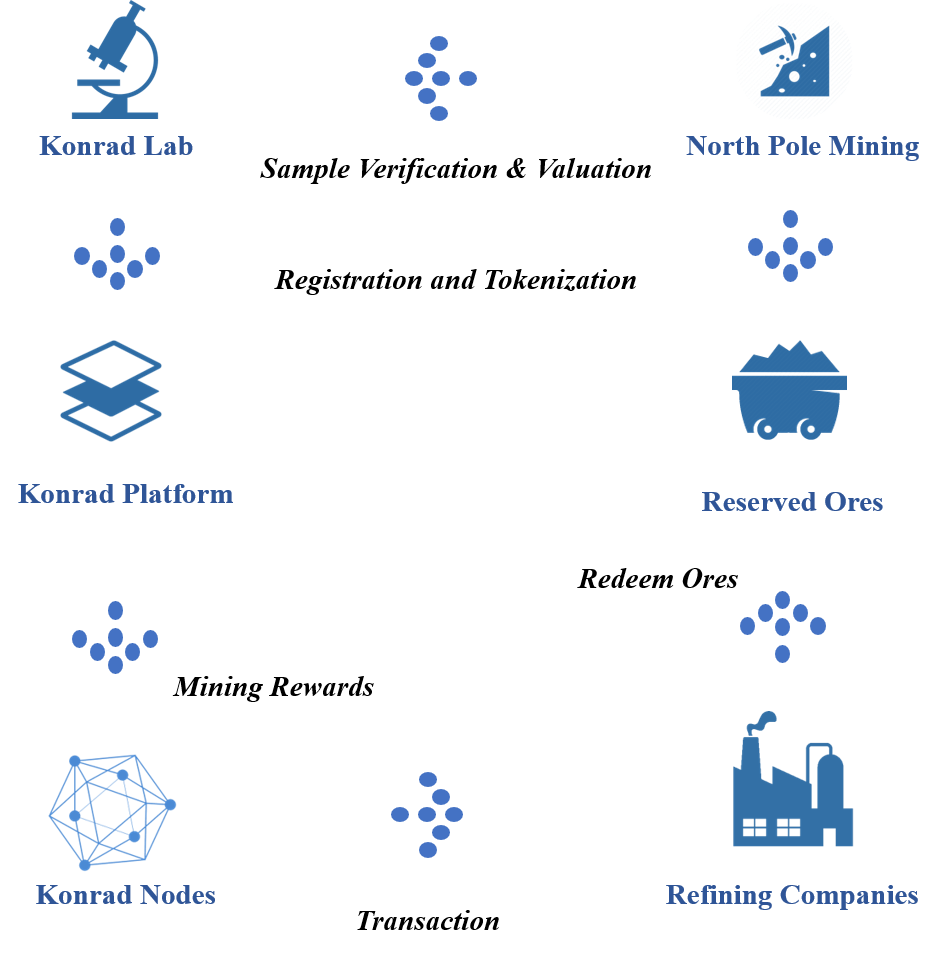 Konrad Lab
North Pole Mining
Sample Verification & Valuation
Registration and Tokenization
Konrad Platform
Reserved Ores
Redeem Ores
Mining Rewards
Konrad Nodes
Refining Companies
Transaction